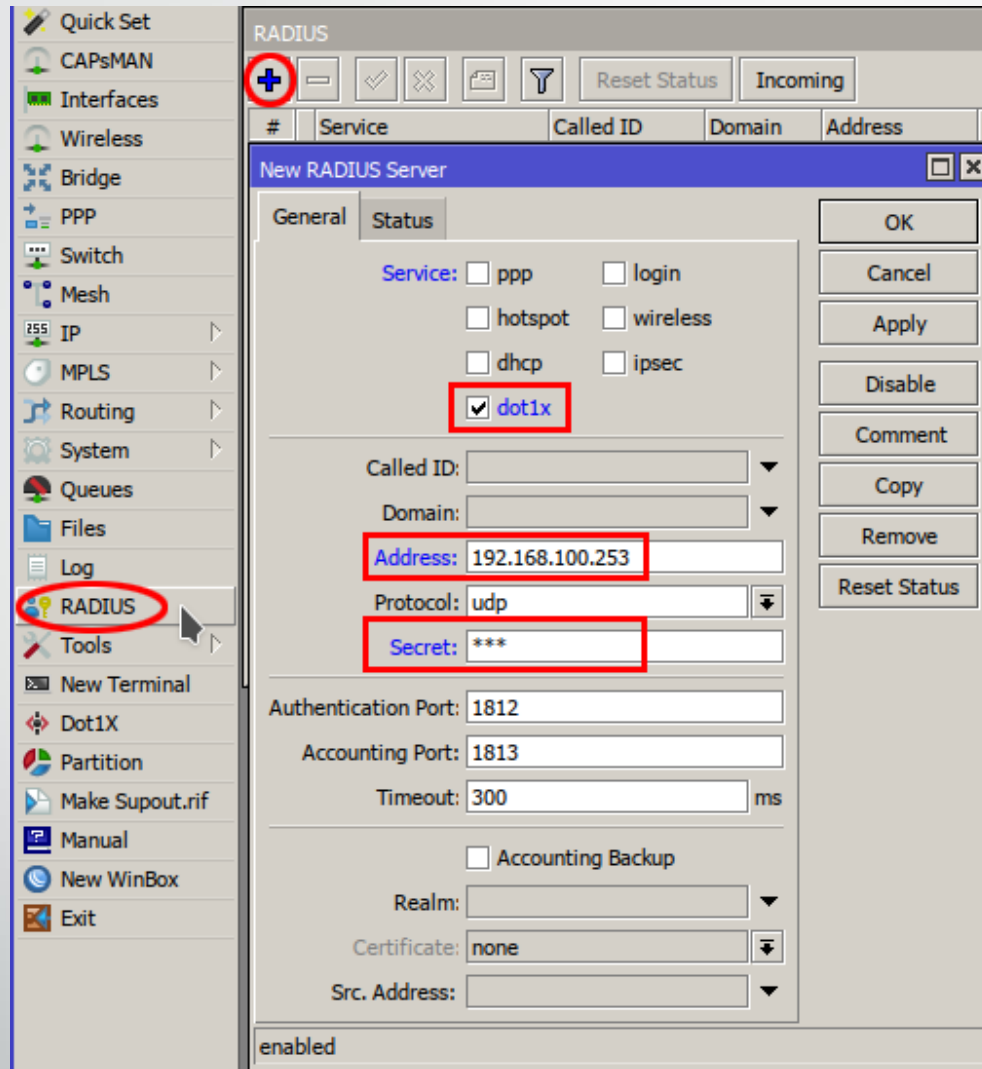 Quick Set
CAPsMAN
Interfaces
Wireless
Bridge
PPP
Switch
Mesh
255 IP
MPLS
Routing
System
Queues
Files
Log
RADIUS
Tools
New Terminal
Dot1X
Partition
Make Supout.rif
Manual
New WinBox
Exit
RADIUS
Reset Status Incoming
# Service Called ID Domain Address
New RADIUS Server
General Status
Service: ppp login
hotspot wireless
dhcp ipsec
dot1x
Called ID:
Domain:
Address: 192.168.100.253
Protocol: udp
Secret: ***
Authentication Port: 1812
Accounting Port: 1813
Timeout: 300 ms
Accounting Backup
Realm:
Certificate: none
Src. Address:
enabled
OK
Cancel
Apply
Disable
Comment
Copy
Remove
Reset Status